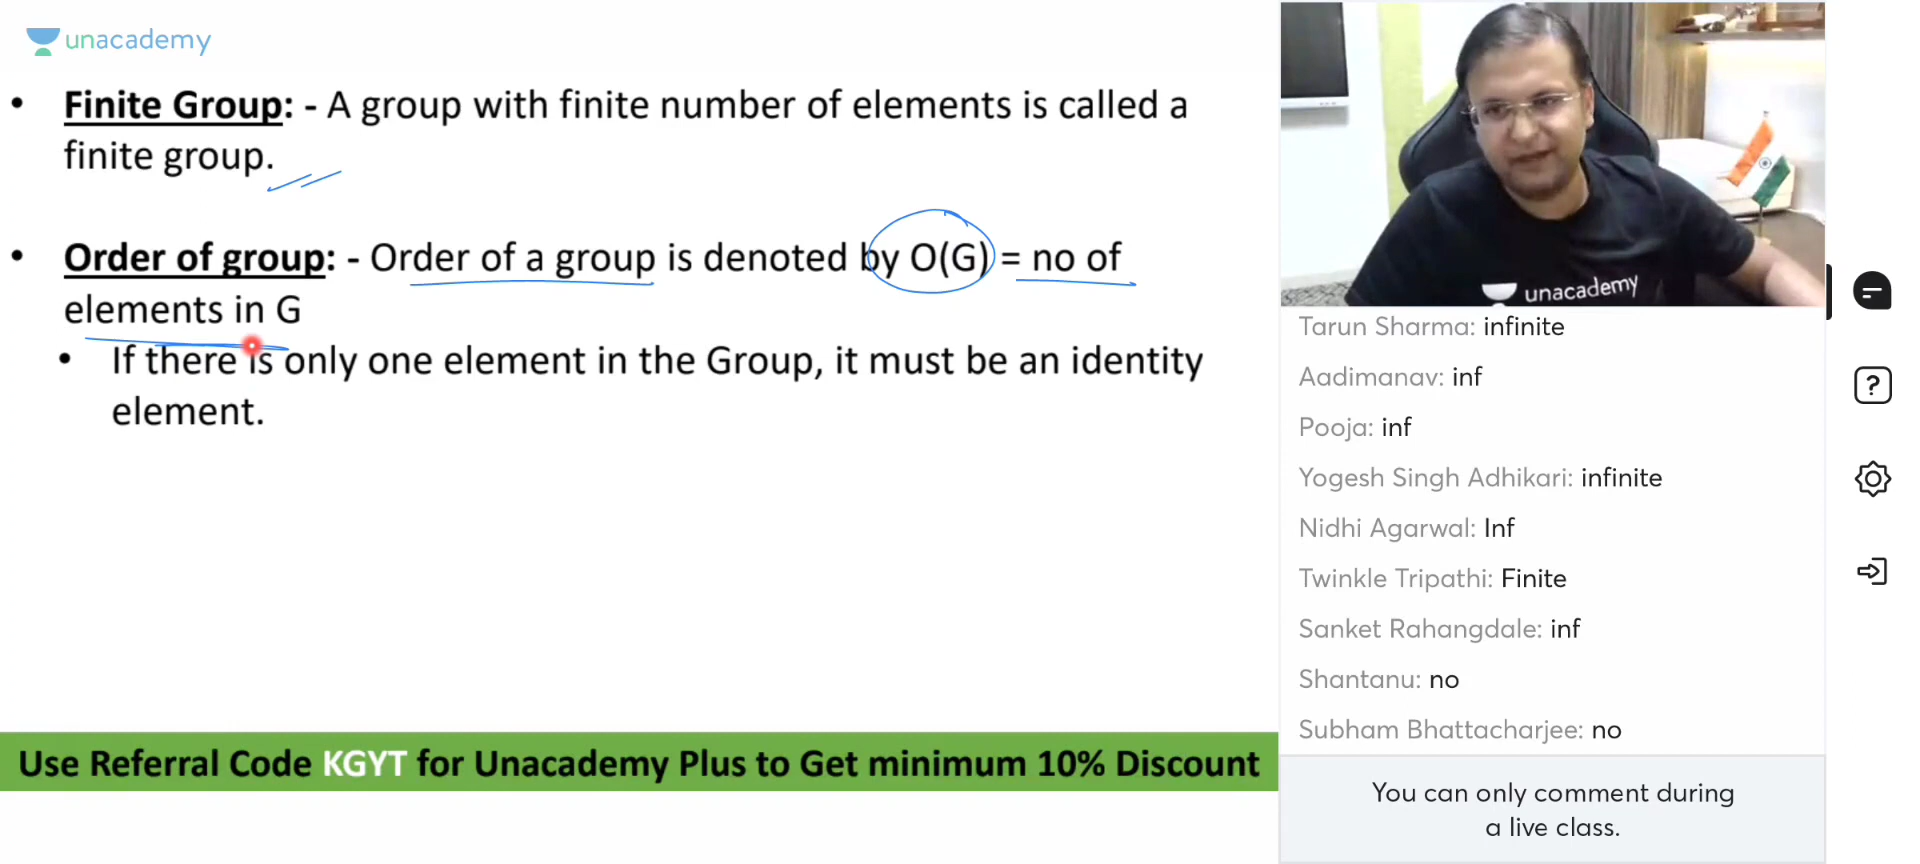 unacademy
• Finite Group: - A group with finite number of elements is called a
finite group.
• Order of group: - Order of a group is denoted by O(G) = no of
elements in G
• If there is only one element in the Group, it must be an identity
element.
Use Referral Code KGYT for Unacademy Plus to Get minimum 10% Discount
unacademy
Tarun Sharma: infinite
Aadimanav: inf
Pooja: inf
Yogesh Singh Adhikari: infinite
Nidhi Agarwal: Inf
Twinkle Tripathi: Finite
Sanket Rahangdale: inf
Shantanu: no
Subham Bhattacharjee: no
You can only comment during
a live class.
?